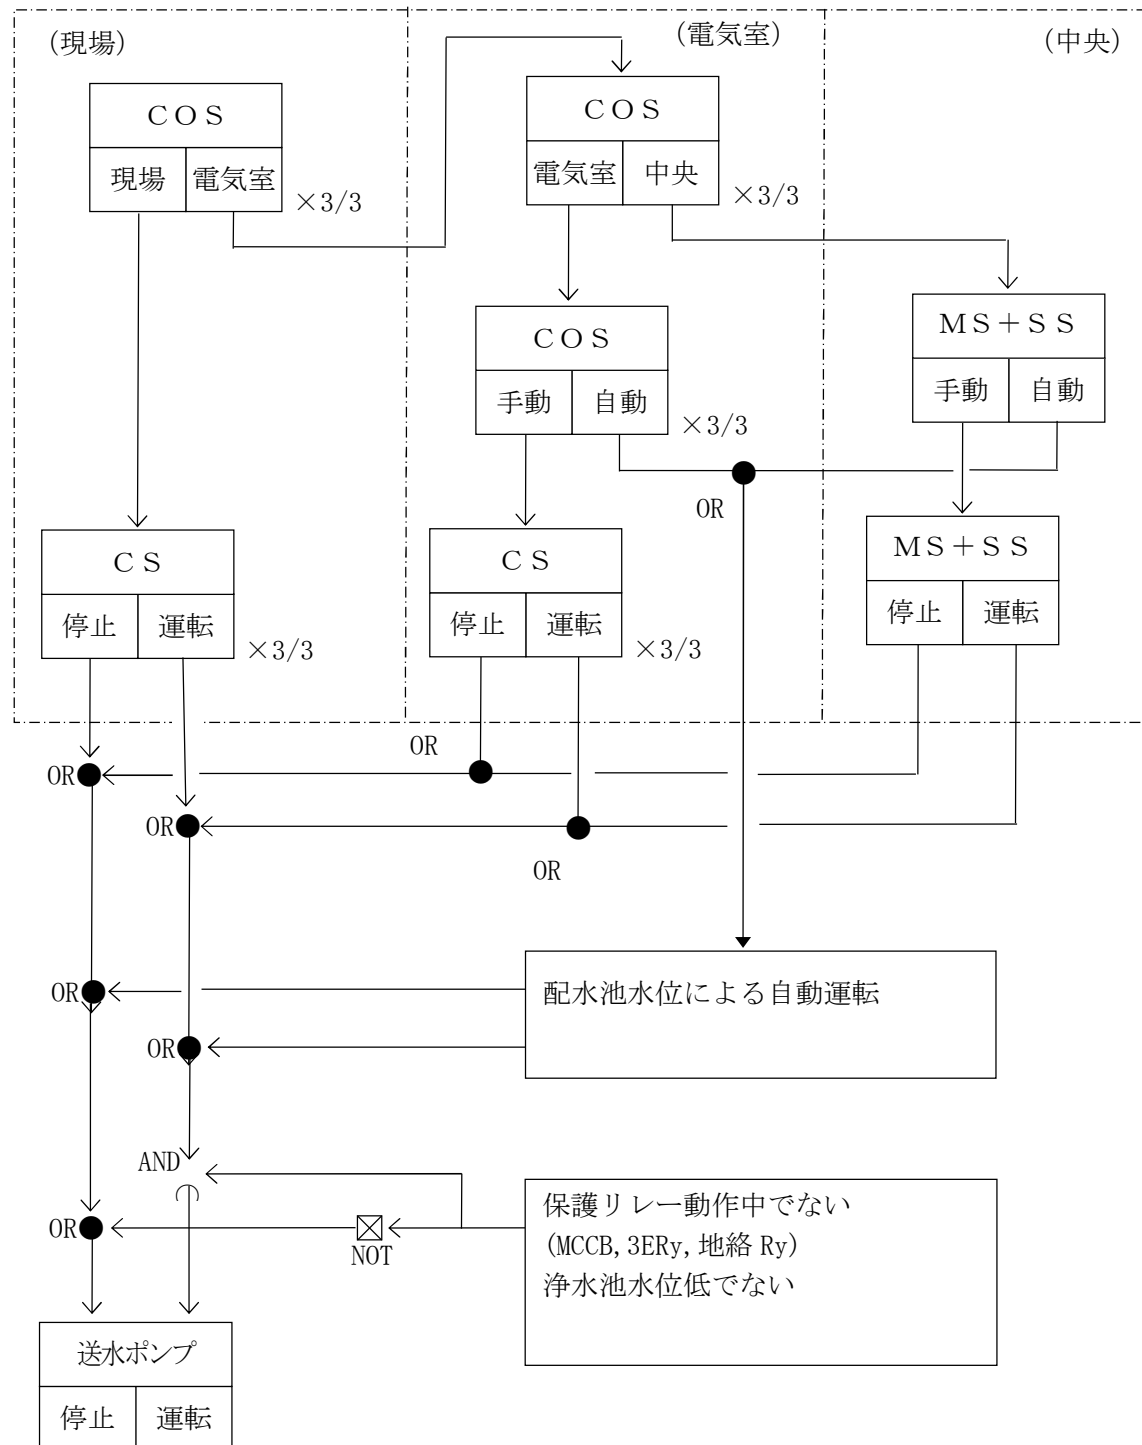 (現場)
(電気室)
(中央)
ＣＯＳ
現場
電気室
×3/3
ＣＯＳ
電気室
中央
×3/3
ＣＯＳ
手動
自動
×3/3
ＭＳ＋ＳＳ
手動
自動
OR
ＣＳ
停止
運転
×3/3
ＣＳ
停止
運転
×3/3
ＭＳ＋ＳＳ
停止
運転
OR
OR
OR
OR
OR
配水池水位による自動運転
OR
AND
保護リレー動作中でない
(MCCB,3ERy,地絡 Ry)
浄水池水位低でない
OR
NOT
送水ポンプ
停止
運転